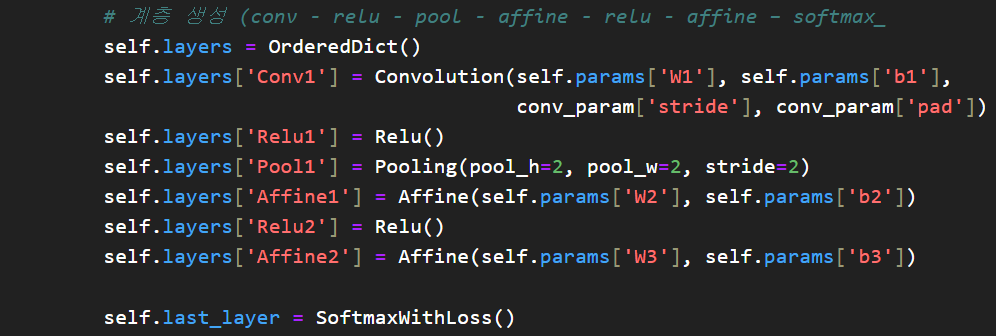 # 계층 생성 (conv - relu - pool - affine - relu - affine – softmax_
self.layers = OrderedDict()
self.layers['Conv1'] = Convolution(self.params['W1'], self.params['b1'],
conv_param['stride'], conv_param['pad'])
self.layers['Relu1'] = Relu()
self.layers['Pool1'] = Pooling(pool_h=2, pool_w=2, stride=2)
self.layers['Affine1'] = Affine(self.params['W2'], self.params['b2'])
self.layers['Relu2'] = Relu()
self.layers['Affine2'] = Affine(self.params['W3'], self.params['b3'])
self.last_layer = SoftmaxWithLoss()